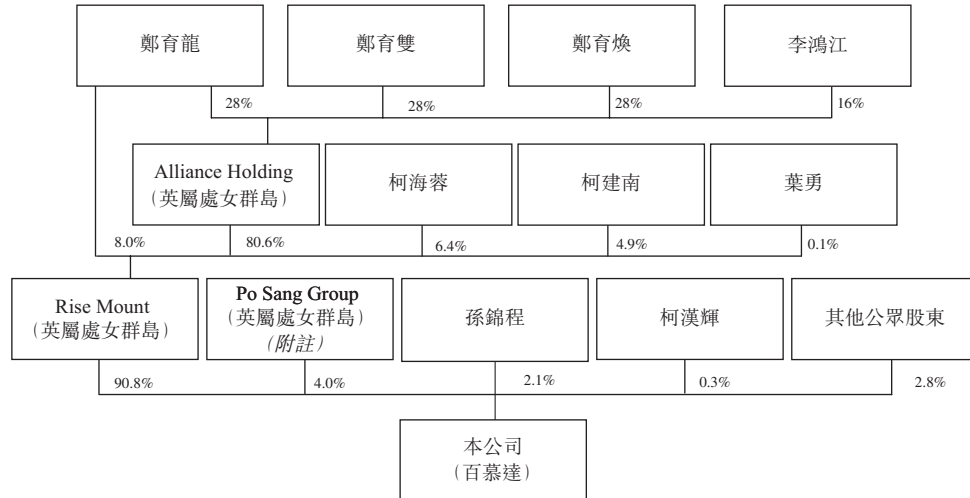 鄭育龍
鄭育雙
鄭育煥
李鴻江
28%
28%
28%
16%
Alliance Holding
(英屬處女群島)
柯海蓉
柯建南
葉勇
8.0%
80.6%
6.4%
4.9%
0.1%
Rise Mount
(英屬處女群島)
Po Sang Group
(英屬處女群島)
(附註)
孫錦程
柯漢輝
其他公眾股東
90.8%
4.0%
2.1%
0.3%
2.8%
本公司
(百慕達)